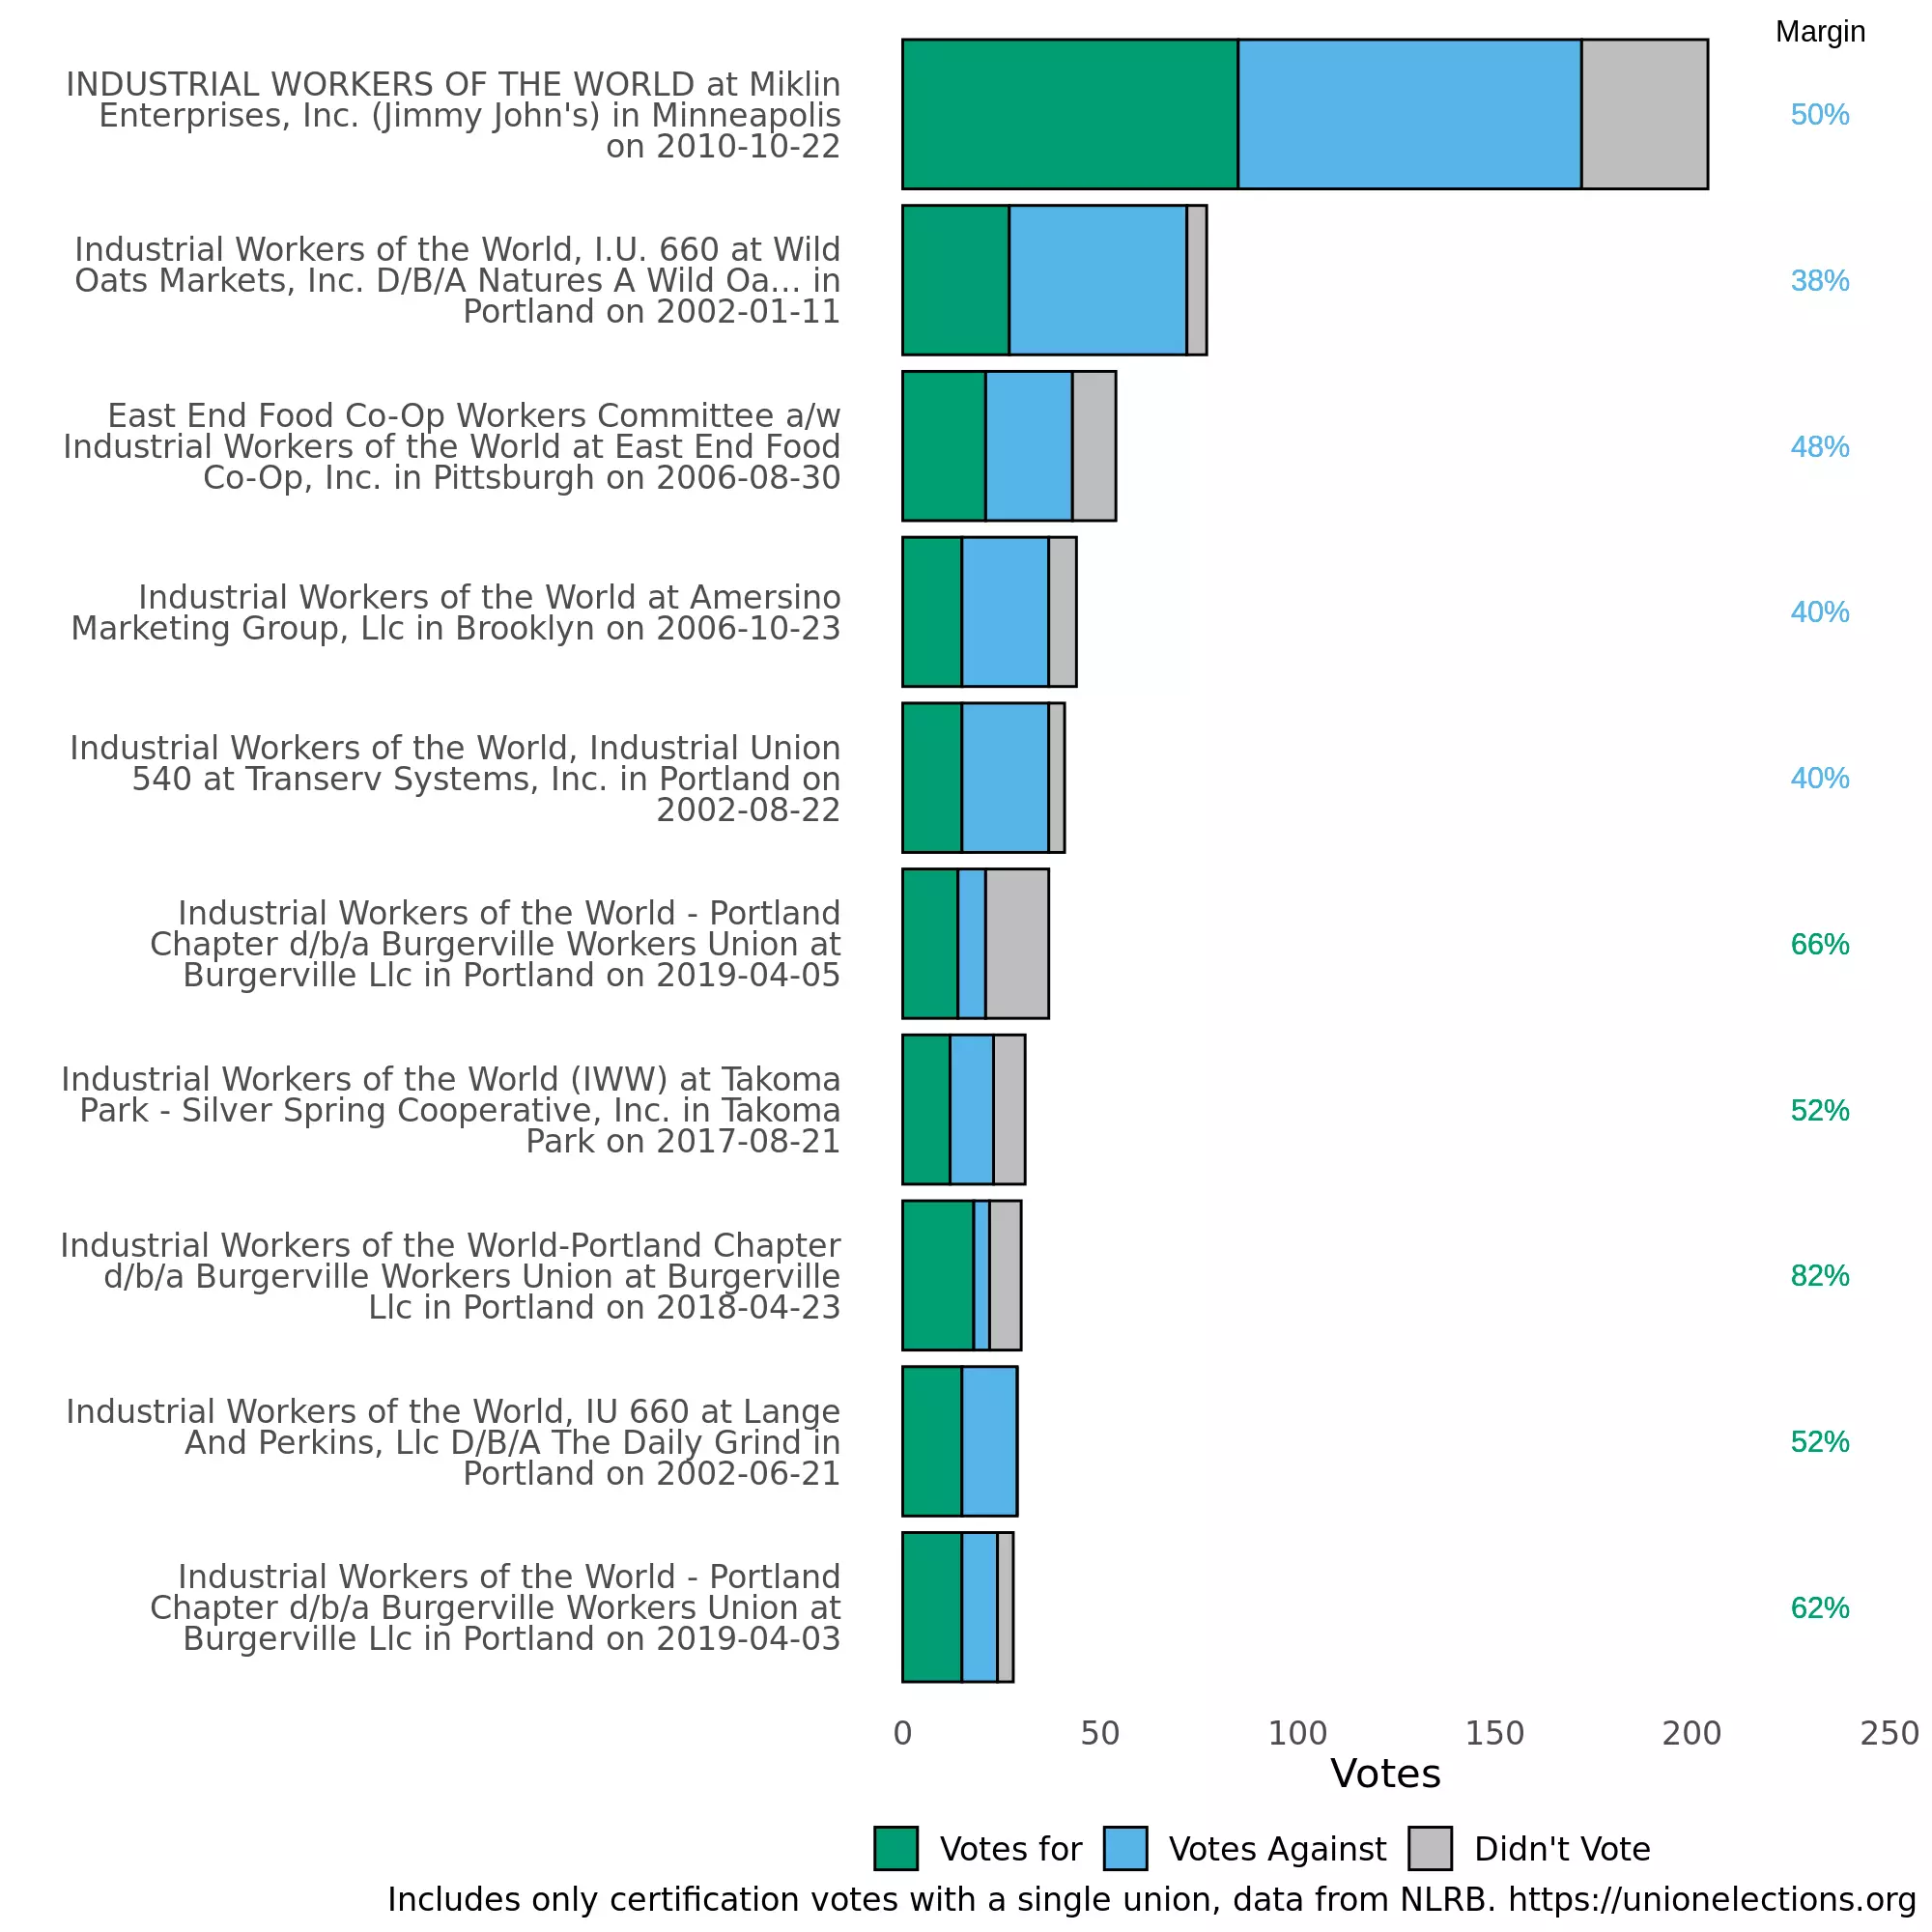 Margin
INDUSTRIAL WORKERS OF THE WORLD at Miklin
Enterprises, Inc. (Jimmy John's) in Minneapolis
on 2010-10-22
50%
Industrial Workers of the World, I.U. 660 at Wild
Oats Markets, Inc. D/B/A Natures A Wild Oa... in
Portland on 2002-01-11
38%
East End Food Co-Op Workers Committee a/w
Industrial Workers of the World at East End Food
Co-Op, Inc. in Pittsburgh on 2006-08-30
48%
Industrial Workers of the World at Amersino
Marketing Group, Llc in Brooklyn on 2006-10-23
40%
Industrial Workers of the World, Industrial Union
540 at Transerv Systems, Inc. in Portland on
2002-08-22
40%
Industrial Workers of the World - Portland
Chapter d/b/a Burgerville Workers Union at
Burgerville Llc in Portland on 2019-04-05
66%
Industrial Workers of the World (IWW) at Takoma
Park - Silver Spring Cooperative, Inc. in Takoma
Park on 2017-08-21
52%
Industrial Workers of the World-Portland Chapter
d/b/a Burgerville Workers Union at Burgerville
Llc in Portland on 2018-04-23
82%
Industrial Workers of the World, IU 660 at Lange
And Perkins, Llc D/B/A The Daily Grind in
Portland on 2002-06-21
52%
Industrial Workers of the World - Portland
Chapter d/b/a Burgerville Workers Union at
Burgerville Llc in Portland on 2019-04-03
62%
0 50 100 150 200 250
Votes
Votes for Votes Against Didn't Vote
Includes only certification votes with a single union, data from NLRB. https://unionelections.org